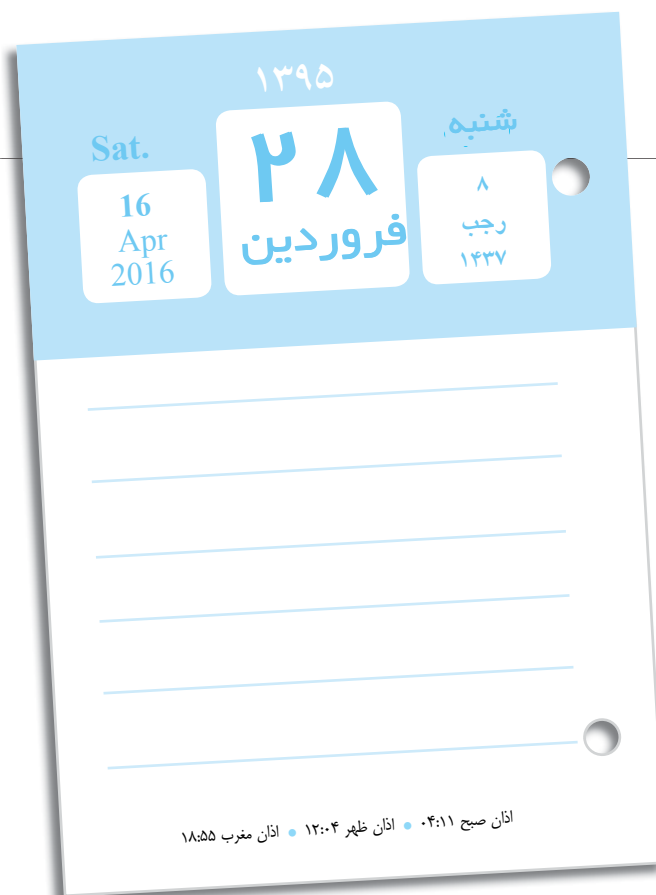 ۱۳۹۵
شنبه
۸
رجب
۱۴۳۷
۲۸
فروردین
Sat.
16
Apr
2016
اذان صبح ۰۴:۱۱ • اذان ظهر ۱۲:۰۴ • اذان مغرب ۱۸:۵۵